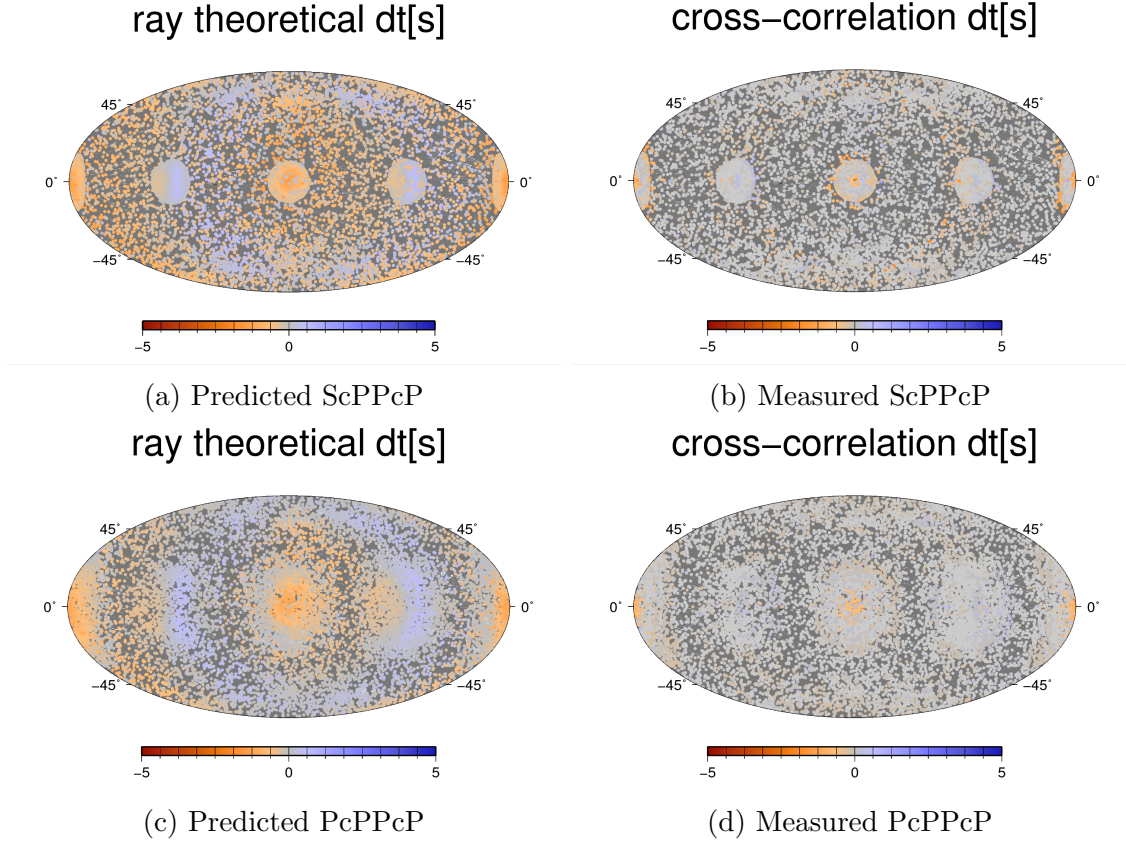 ray theoretical dt[s]
cross−correlation dt[s]
45˚ 45˚ 45˚ 45˚
0˚ 0˚ 0˚ 0˚
−45˚ −45˚ −45˚ −45˚
−5 0 5 −5 0 5
(a) Predicted ScPPcP
(b) Measured ScPPcP
ray theoretical dt[s]
cross−correlation dt[s]
45˚ 45˚ 45˚ 45˚
0˚ 0˚ 0˚ 0˚
−45˚ −45˚ −45˚ −45˚
−5 0 5 −5 0 5
(c) Predicted PcPPcP
(d) Measured PcPPcP